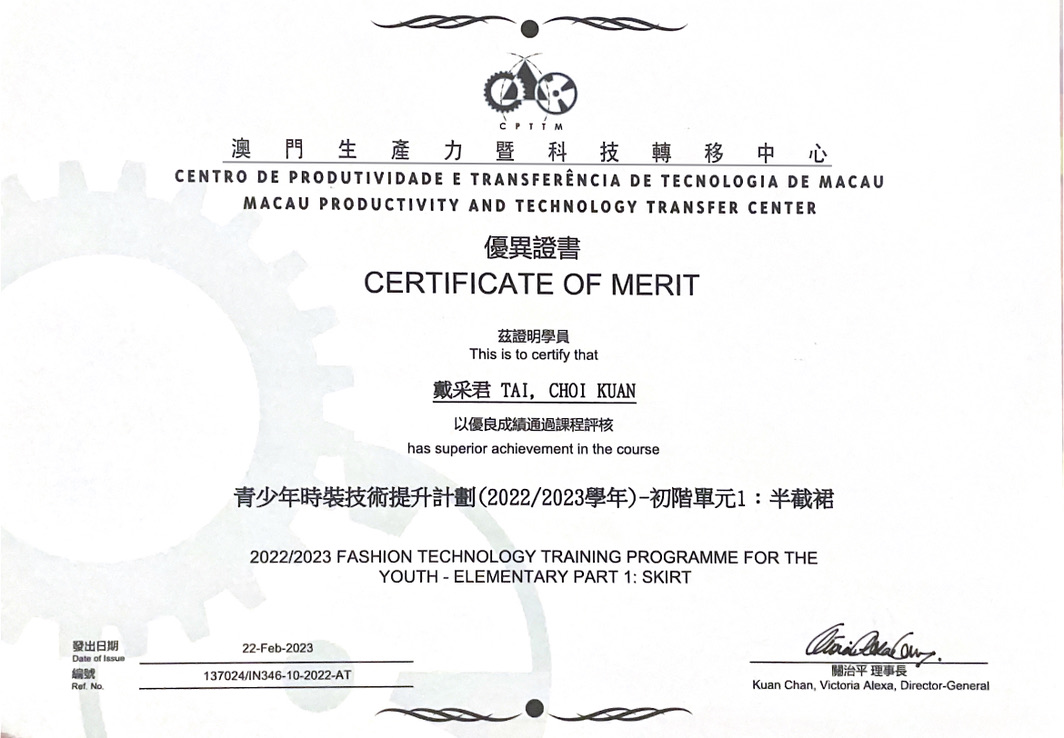 CPTTM
澳門生產力暨科技轉移中心
CENTRO DE PRODUTIVIDADE E TRANSFERÊNCIA DE TECNOLOGIA DE MACAU
MACAU PRODUCTIVITY AND TECHNOLOGY TRANSFER CENTER
優異證書
CERTIFICATE OF MERIT
茲證明學員
This is to certify that
戴采君 TAI, CHOI KUAN
以優良成績通過課程評核
has superior achievement in the course
青少年時裝技術提升計劃(2022/2023學年)-初階單元1：半截裙
2022/2023 FASHION TECHNOLOGY TRAINING PROGRAMME FOR THE
YOUTH - ELEMENTARY PART 1: SKIRT
發出日期
Date of Issue
22-Feb-2023
編號
Ref. No.
137024/IN346-10-2022-AT
關治平 理事長
Kuan Chan, Victoria Alexa, Director-General